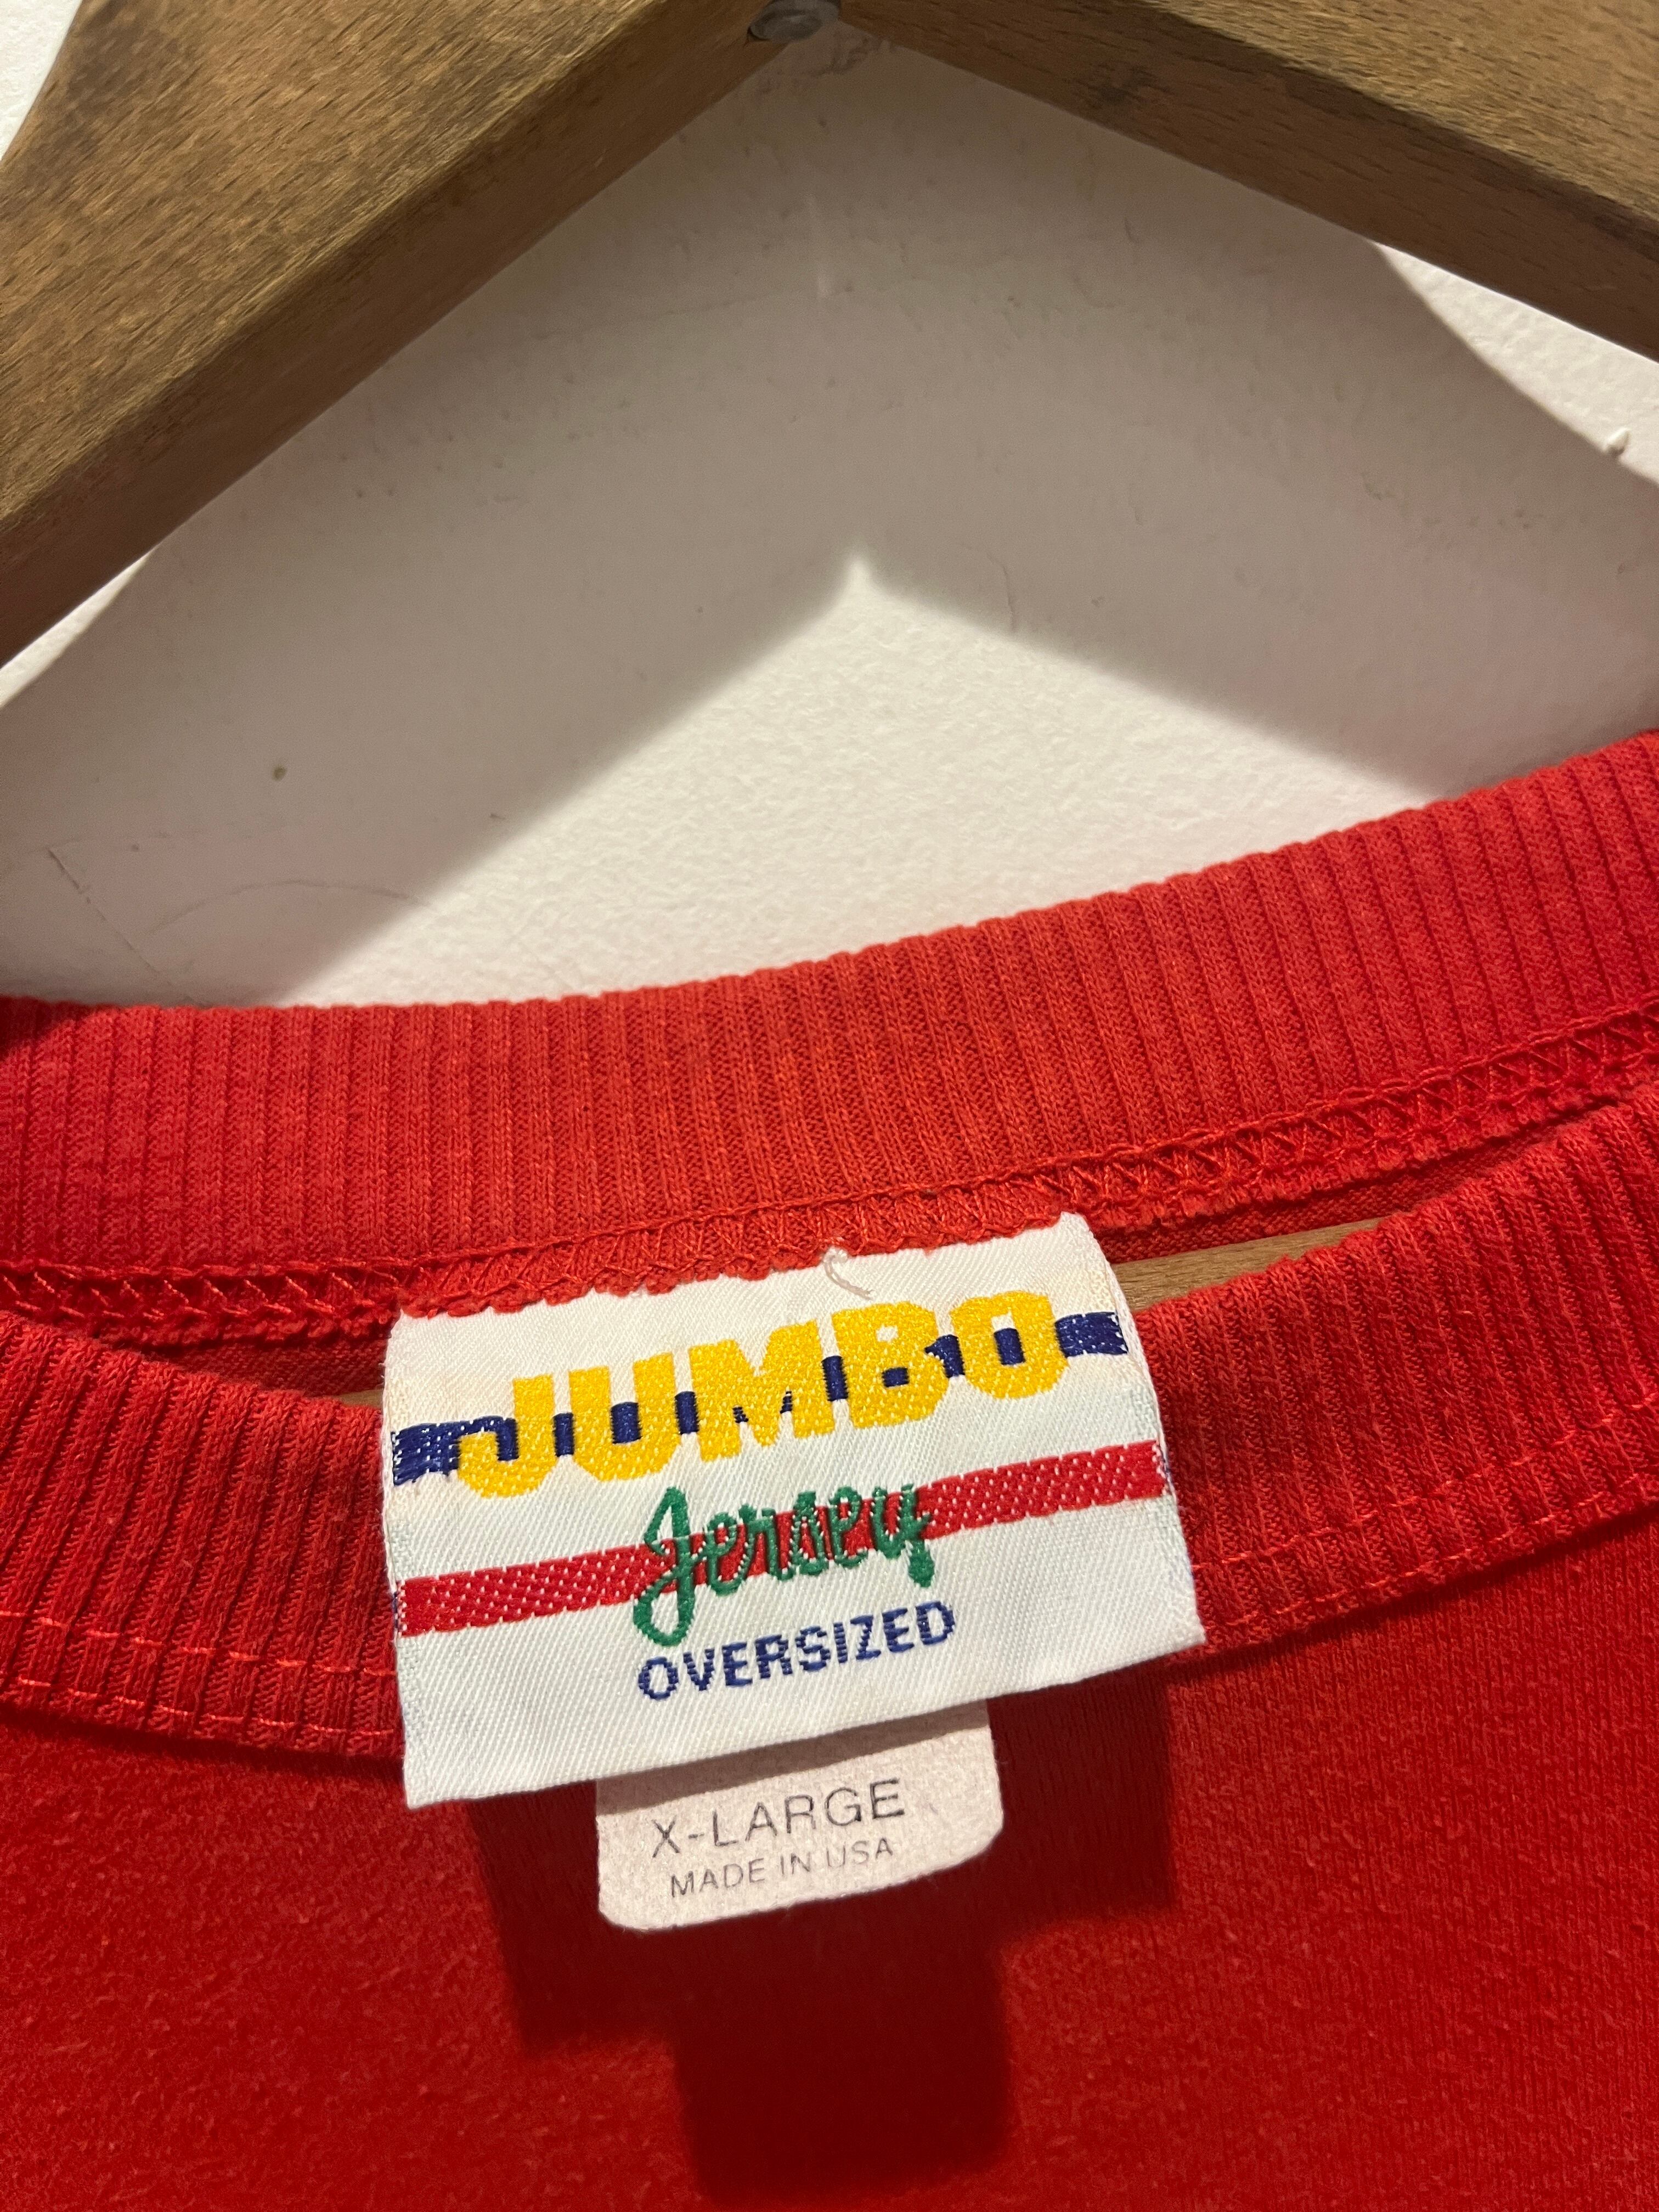 JUMBO
Jersey
OVERSIZED
X-LARGE
MADE IN USA